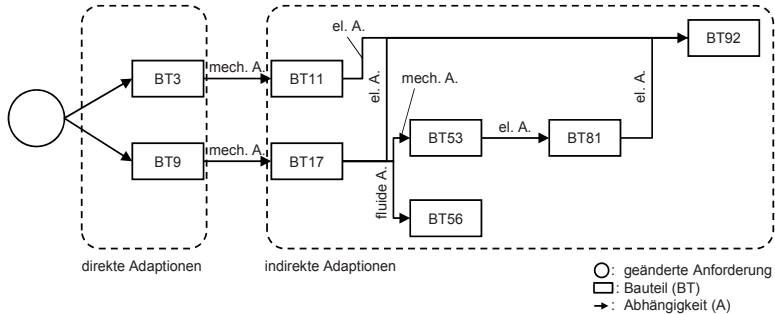 el. A.
BT92
mech. A.
BT3
BT11
el. A.
mech. A.
el. A.
BT53
el. A.
BT81
mech. A.
BT9
BT17
fluide A.
BT56
direkte Adaptionen
indirekte Adaptionen
: geänderte Anforderung
: Bauteil (BT)
: Abhängigkeit (A)